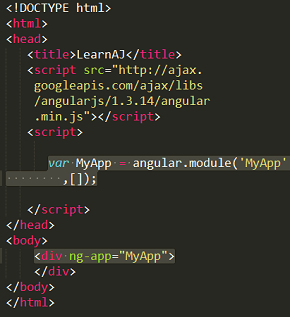 <!DOCTYPE html>
<html>
<head>
<title>LearnAJ</title>
<script src="http://ajax.
googleapis.com/ajax/libs
/angularjs/1.3.14/angular
.min.js"></script>
<script>
var MyApp = angular.module('MyApp'
,[]);
</script>
</head>
<body>
<div ng-app="MyApp">
</div>
</body>
</html>